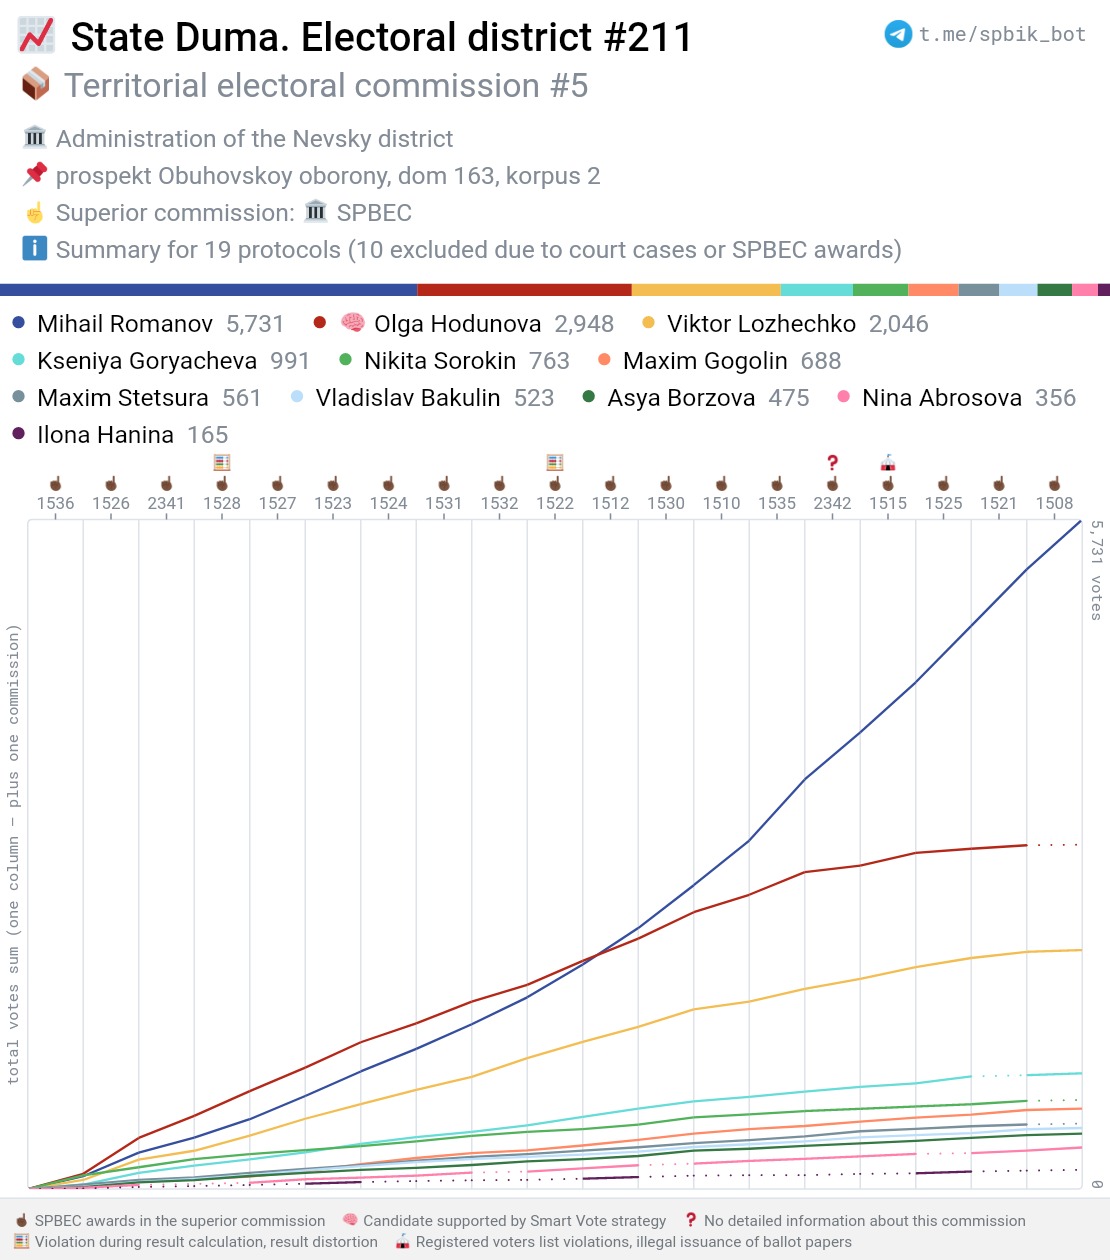 State Duma. Electoral district #211
t.me/spbik_bot
Territorial electoral commission #5
Administration of the Nevsky district
prospekt Obuhovskoy oborony, dom 163, korpus 2
Superior commission: SPBEC
Summary for 19 protocols (10 excluded due to court cases or SPBEC awards)
Mihail Romanov 5,731 Olga Hodunova 2,948 Viktor Lozhechko 2,046
Kseniya Goryacheva 991 Nikita Sorokin 763 Maxim Gogolin 688
Maxim Stetsura 561 Vladislav Bakulin 523 Asya Borzova 475 Nina Abrosova 356
Ilona Hanina 165
1536 1526 2341 1528 1527 1523 1524 1531 1532 1522 1512 1530 1510 1535 2342 1515 1525 1521 1508
5,731 votes
total votes sum (one column – plus one commission)
0
SPBEC awards in the superior commission Candidate supported by Smart Vote strategy No detailed information about this commission
Violation during result calculation, result distortion Registered voters list violations, illegal issuance of ballot papers